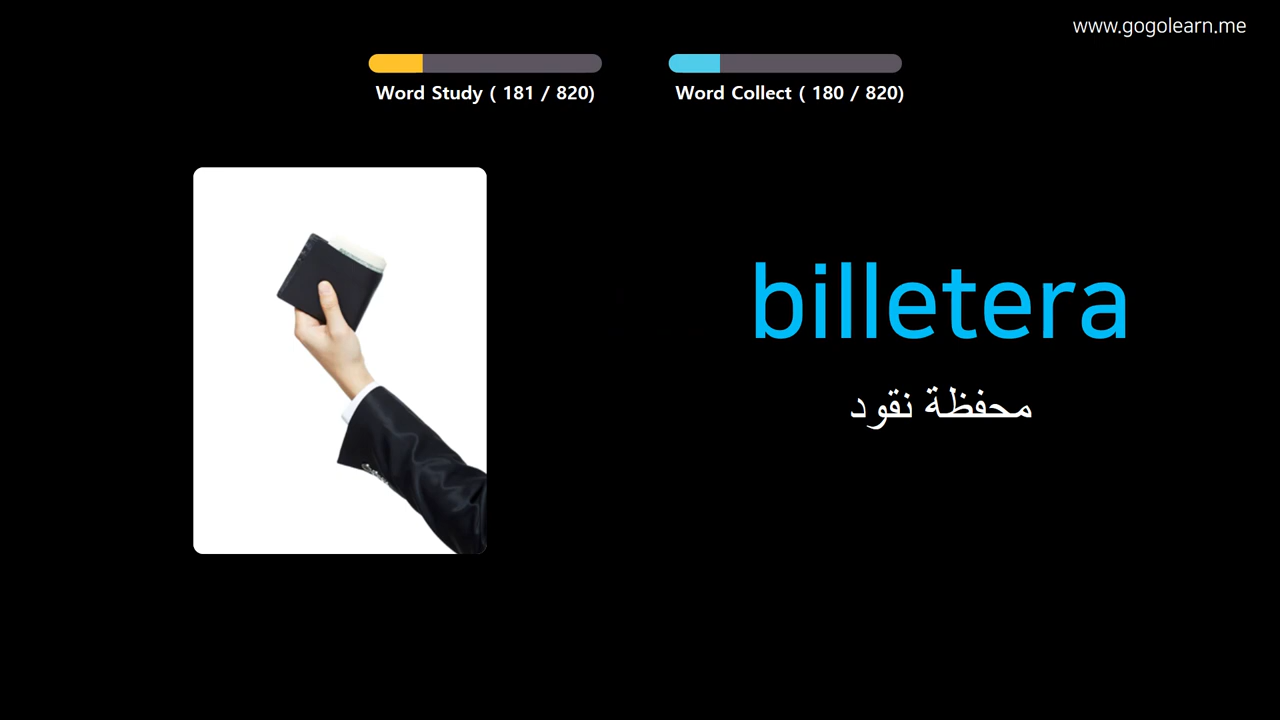 www.gogolearn.me
Word Study ( 181 / 820)
Word Collect ( 180 / 820)
billetera
محفظة نقود